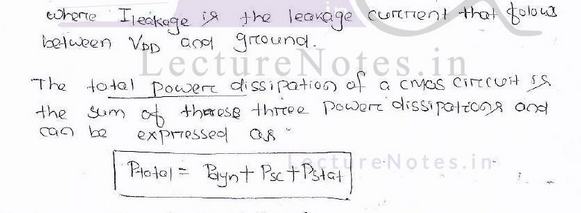 where Ileakage is the leakage current that folows
between VDD and ground.
LectureNotes.in
The total power dissipation of a cmos circuit is
the sum of thorese three power dissipations and
can be expressed as
Ptotal = Pdyn + Psc + Pstat
LectureNotes.in